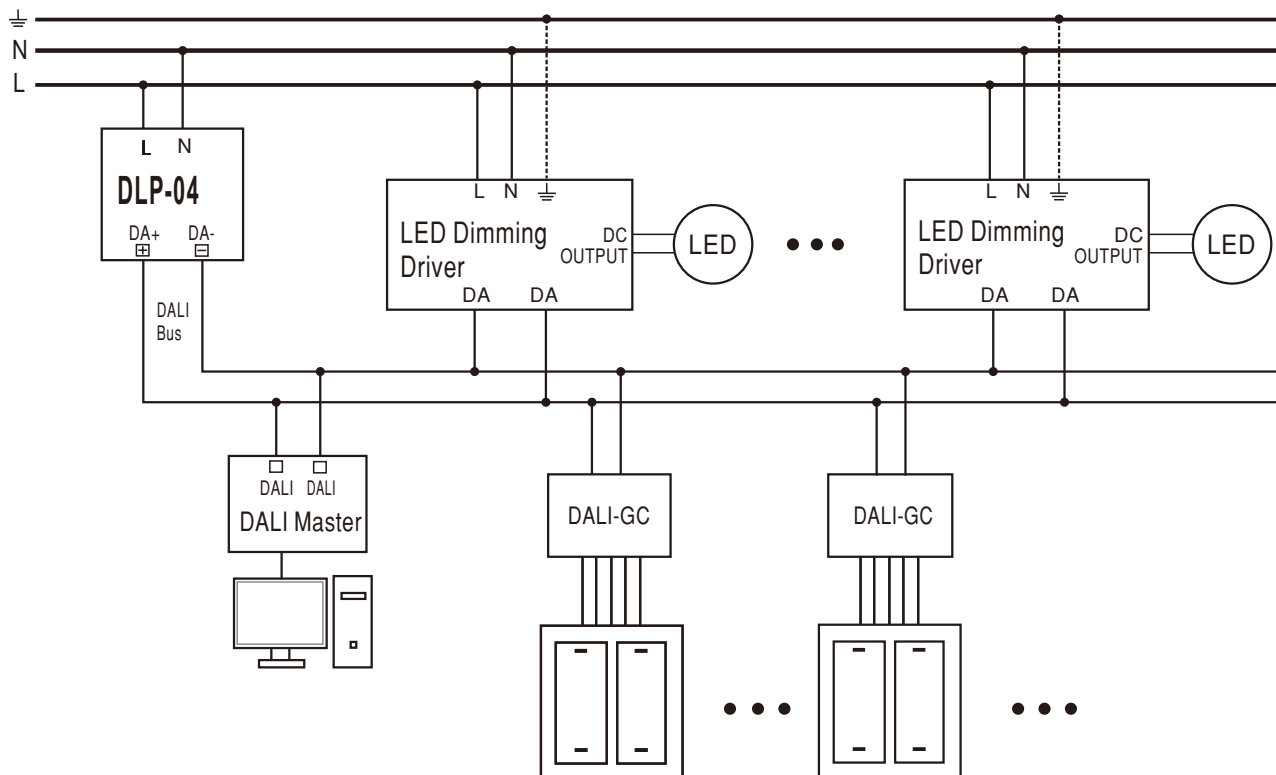 N
L
L N
DLP-04
DA+ DA-
DALI
Bus
L N
LED Dimming
Driver
DC
OUTPUT
LED
DA DA
L N
LED Dimming
Driver
DC
OUTPUT
LED
DA DA
DALI DALI
DALI Master
DALI-GC
DALI-GC